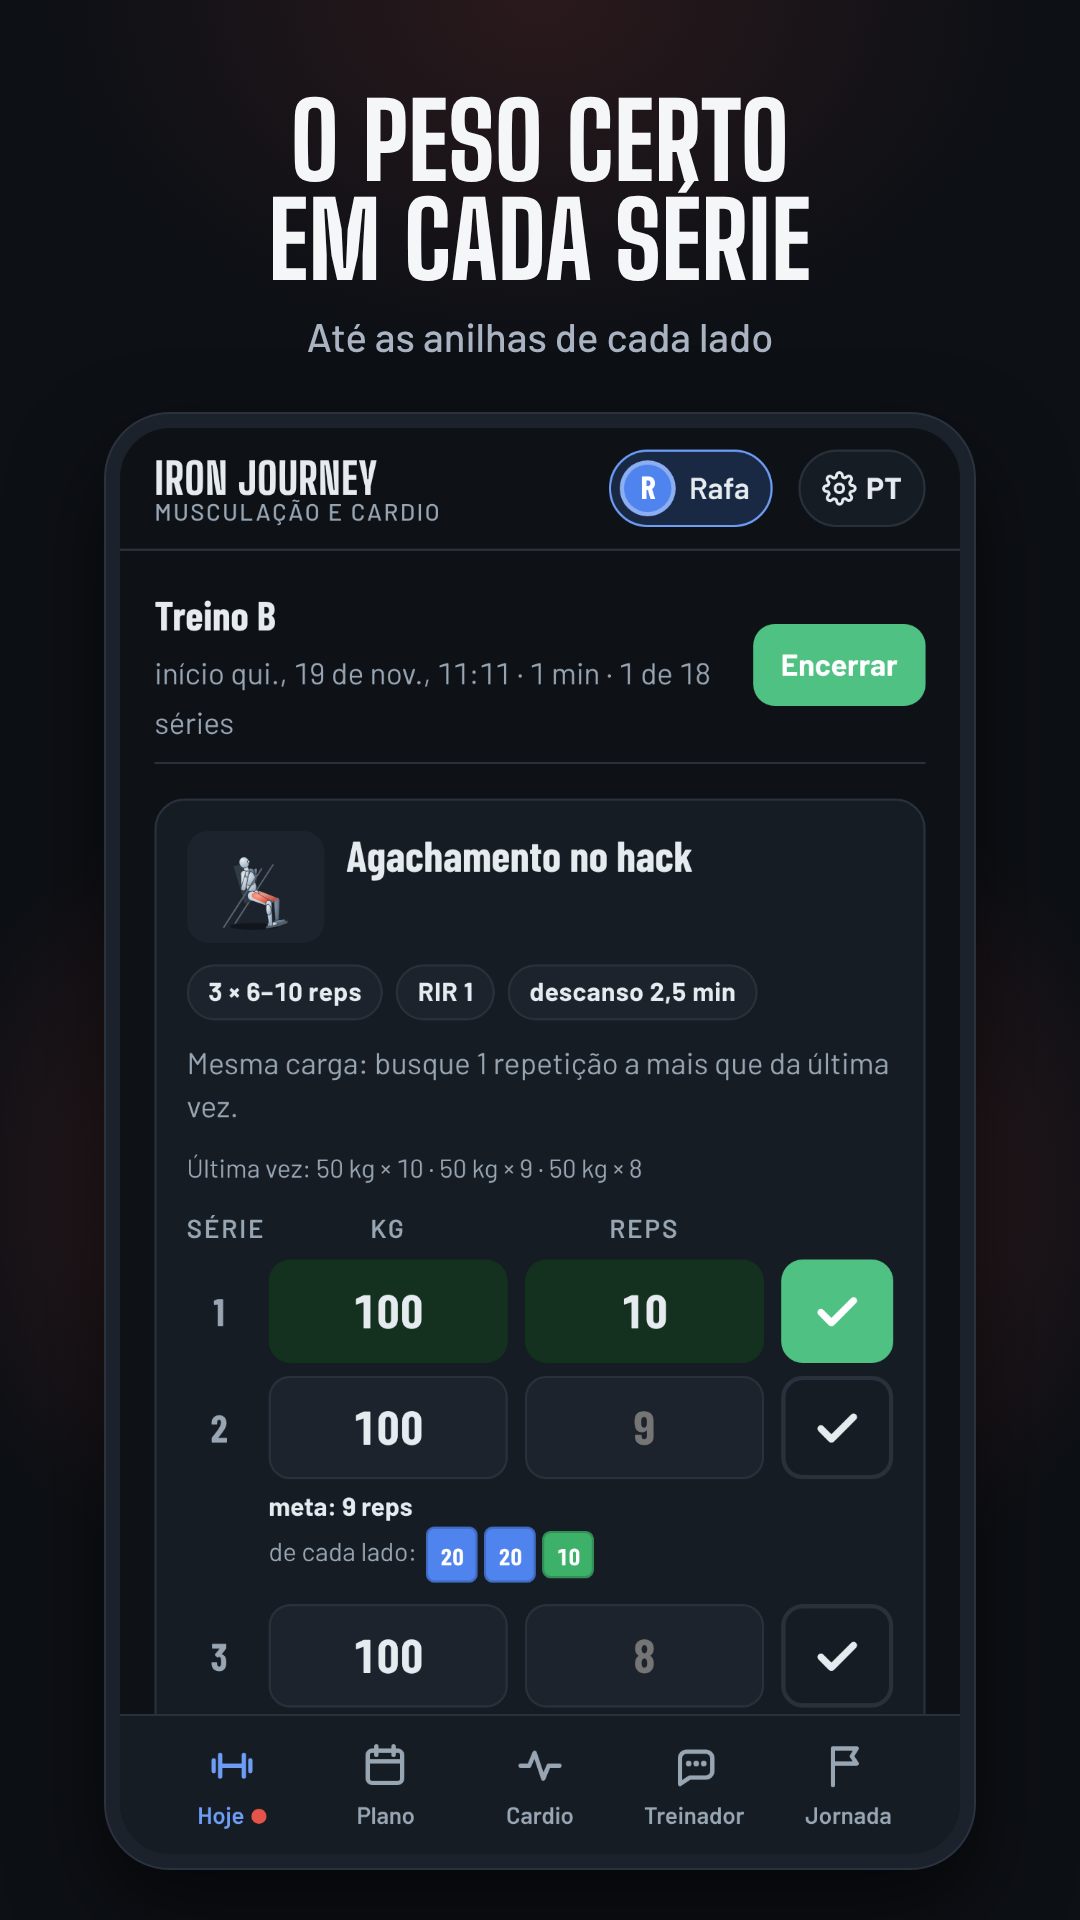 O PESO CERTO
EM CADA SÉRIE
Até as anilhas de cada lado
IRON JOURNEY
MUSCULAÇÃO E CARDIO
R Rafa
PT
Treino B
início qui., 19 de nov., 11:11 · 1 min · 1 de 18
séries
Encerrar
Agachamento no hack
3 × 6–10 reps
RIR 1
descanso 2,5 min
Mesma carga: busque 1 repetição a mais que da última
vez.
Última vez: 50 kg × 10 · 50 kg × 9 · 50 kg × 8
SÉRIE KG REPS
1 100 10
2 100 9
meta: 9 reps
de cada lado: 20 20 10
3 100 8
Hoje Plano Cardio Treinador Jornada